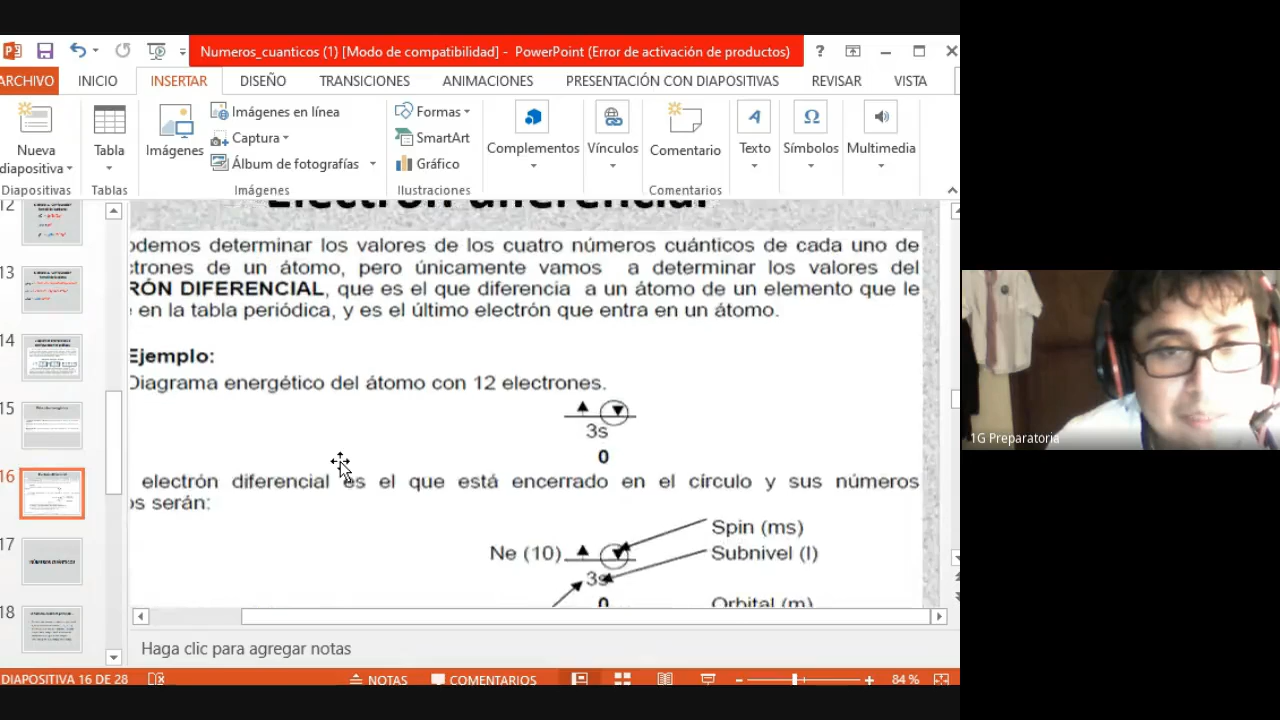 Numeros_cuanticos (1) [Modo de compatibilidad] - PowerPoint (Error de activación de productos)
?
ARCHIVO INICIO INSERTAR DISEÑO TRANSICIONES ANIMACIONES PRESENTACIÓN CON DIAPOSITIVAS REVISAR VISTA
Nueva
diapositiva
Diapositivas
Tabla
Tablas
Imágenes
Imágenes en línea
Captura
Álbum de fotografías
Imágenes
Formas
SmartArt
Gráfico
Ilustraciones
Complementos
Vínculos
Comentario
Comentarios
Texto
Símbolos
Multimedia
12
13
14
15
16
17
18
NÚMEROS CUÁNTICOS
Electrón diferencial
odemos determinar los valores de los cuatro números cuánticos de cada uno de
trones de un átomo, pero únicamente vamos a determinar los valores del
RÓN DIFERENCIAL, que es el que diferencia a un átomo de un elemento que le
en la tabla periódica, y es el último electrón que entra en un átomo.
Ejemplo:
Diagrama energético del átomo con 12 electrones.
3s
0
electrón diferencial es el que está encerrado en el círculo y sus números
os serán:
Spin (ms)
Ne (10)
Subnivel (l)
3s
0
Orbital (m)
Haga clic para agregar notas
DIAPOSITIVA 16 DE 28 NOTAS COMENTARIOS 84 %
1G Preparatoria